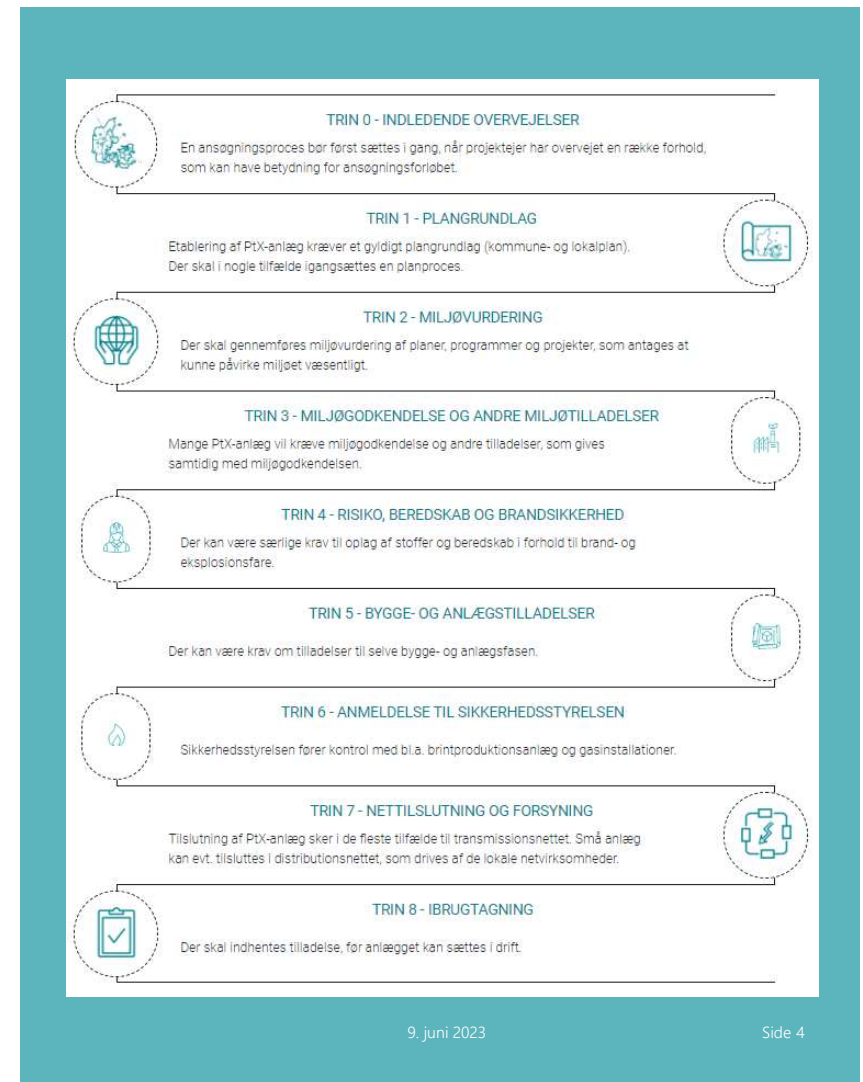 TRIN 0 - INDLEDENDE OVERVEJELSER
En ansøgningsproces bør først sættes i gang, når projektejer har overvejet en række forhold,
som kan have betydning for ansøgningsforløbet.
TRIN 1 - PLANGRUNDLAG
Etablering af PtX-anlæg kræver et gyldigt plangrundlag (kommune- og lokalplan).
Der skal i nogle tilfælde igangsættes en planproces.
TRIN 2 - MILJØVURDERING
Der skal gennemføres miljøvurdering af planer, programmer og projekter, som antages at
kunne påvirke miljøet væsentligt.
TRIN 3 - MILJØGODKENDELSE OG ANDRE MILJØTILLADELSER
Mange PtX-anlæg vil kræve miljøgodkendelse og andre tilladelser, som gives
samtidig med miljøgodkendelsen.
TRIN 4 - RISIKO, BEREDSKAB OG BRANDSIKKERHED
Der kan være særlige krav til oplag af stoffer og beredskab i forhold til brand- og
eksplosionsfare.
TRIN 5 - BYGGE- OG ANLÆGSTILLADELSER
Der kan være krav om tilladelser til selve bygge- og anlægsfasen.
TRIN 6 - ANMELDELSE TIL SIKKERHEDSSTYRELSEN
Sikkerhedsstyrelsen fører kontrol med bl.a. brintproduktionsanlæg og gasinstallationer.
TRIN 7 - NETTILSLUTNING OG FORSYNING
Tilslutning af PtX-anlæg sker i de fleste tilfælde til transmissionsnettet. Små anlæg
kan evt. tilsluttes i distributionsnettet, som drives af de lokale netvirksomheder.
TRIN 8 - IBRUGTAGNING
Der skal indhentes tilladelse, før anlægget kan sættes i drift.
9. juni 2023
Side 4